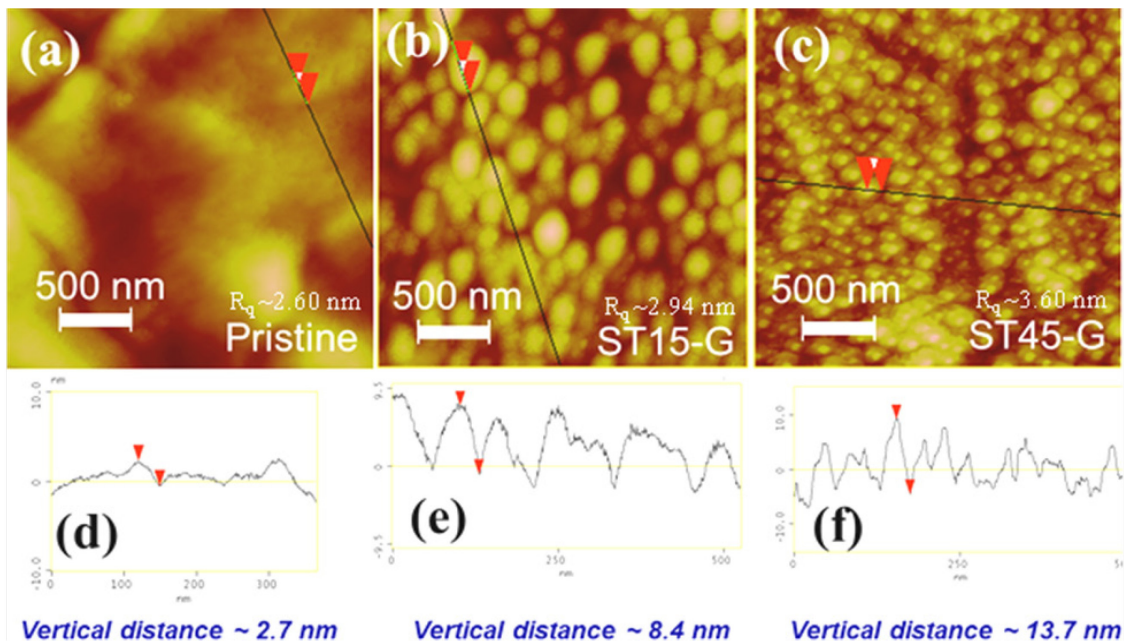 (a)
500 nm
Rq~2.60 nm
Pristine
(b)
500 nm
Rq~2.94 nm
ST15-G
(c)
500 nm
Rq~3.60 nm
ST45-G
nm
10.0
0
-10.0
0
100
200
300
nm
(d)
9.5
0
-9.5
0
250
500
nm
(e)
10.0
0
-10.0
0
250
nm
(f)
Vertical distance ~ 2.7 nm
Vertical distance ~ 8.4 nm
Vertical distance ~ 13.7 nm